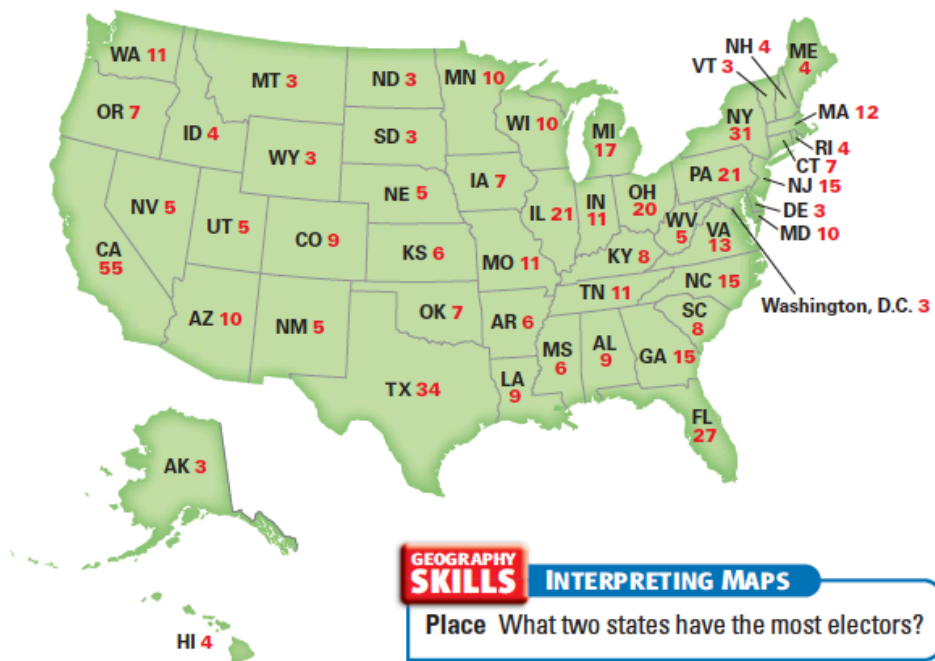 WA 11
MT 3
ND 3
MN 10
NH 4
VT 3
ME
4
OR 7
ID 4
WY 3
SD 3
WI 10
MI
17
NY
31
MA 12
RI 4
CT 7
NJ 15
DE 3
MD 10
Washington, D.C. 3
PA 21
NV 5
UT 5
CO 9
NE 5
IA 7
IL 21
IN
11
OH
20
WV
5
VA
13
CA
55
KS 6
MO 11
KY 8
NC 15
TN 11
SC
8
AZ 10
NM 5
OK 7
AR 6
MS
6
AL
9
GA 15
TX 34
LA
9
FL
27
AK 3
HI 4
GEOGRAPHY
SKILLS
INTERPRETING MAPS
Place What two states have the most electors?